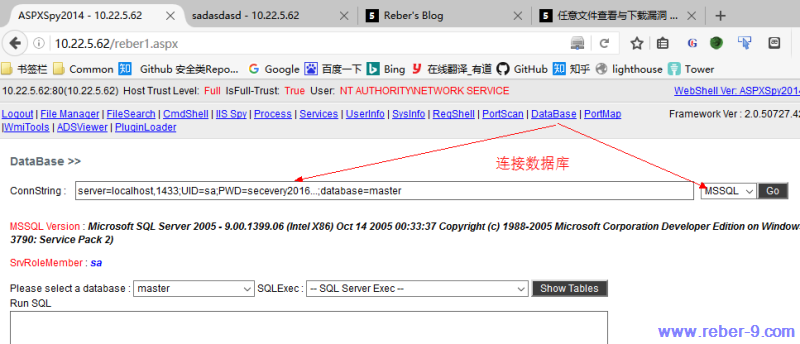 ASPXSpy2014 - 10.22.5.62 × sadasdasd - 10.22.5.62 × 5 Reber's Blog × 5 任意文件查看与下载漏洞 ...
10.22.5.62/reber1.aspx 百度 <Ctrl+K>
书签栏 Common Github 安全类Repo... Google 百度一下 Bing 在线翻译_有道 GitHub 知乎 lighthouse Tower
10.22.5.62:80(10.22.5.62) Host Trust Level: Full IsFull-Trust: True User: NT AUTHORITY\NETWORK SERVICE WebShell Ver: ASPXSpy2014
Logout | File Manager | FileSearch | CmdShell | IIS Spy | Process | Services | UserInfo | SysInfo | RegShell | PortScan | DataBase | PortMap Framework Ver : 2.0.50727.42
|WmiTools | ADSViewer | PluginLoader
DataBase >>
连接数据库
ConnString : server=localhost,1433;UID=sa;PWD=secevery2016...;database=master MSSQL Go
MSSQL Version : Microsoft SQL Server 2005 - 9.00.1399.06 (Intel X86) Oct 14 2005 00:33:37 Copyright (c) 1988-2005 Microsoft Corporation Developer Edition on Window
3790: Service Pack 2)
SrvRoleMember : sa
Please select a database : master SQLExec : -- SQL Server Exec -- Show Tables
Run SQL
www.reber-9.com